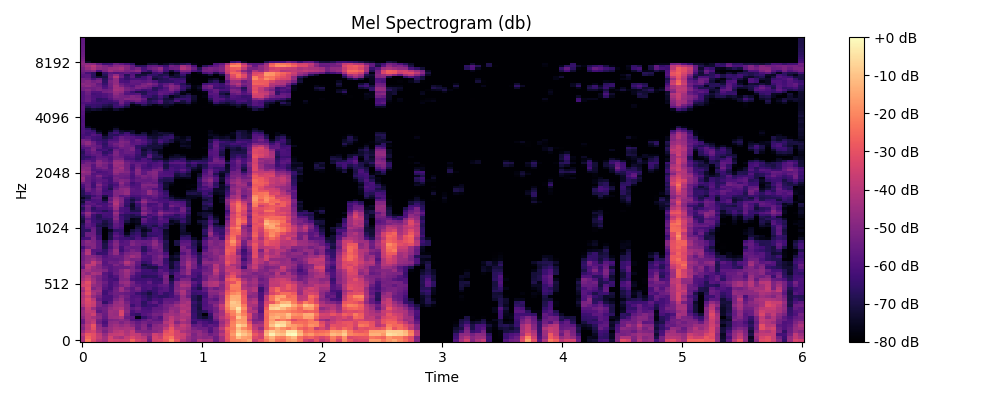 Mel Spectrogram (db)
Hz
8192
4096
2048
1024
512
0
0 1 2 3 4 5 6
Time
+0 dB
-10 dB
-20 dB
-30 dB
-40 dB
-50 dB
-60 dB
-70 dB
-80 dB